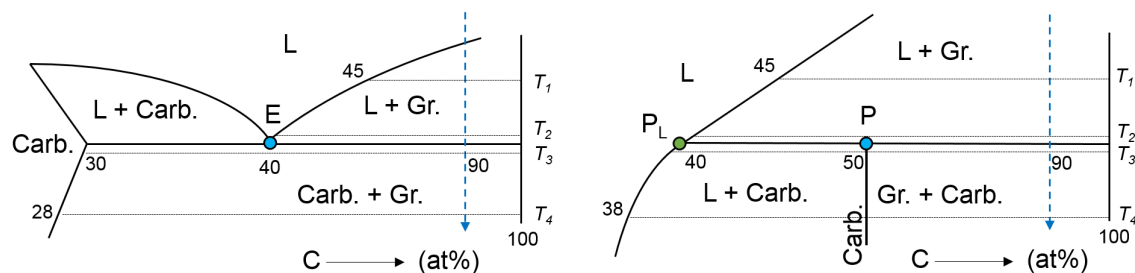 L
45
T1
L + Gr.
E
L + Carb.
T2
Carb.
T3
30
40
90
Carb. + Gr.
28
T4
100
C (at%)
L + Gr.
L
45
T1
PL
P
T2
T3
40
50
90
L + Carb.
Gr. + Carb.
38
T4
Carb.
100
C (at%)